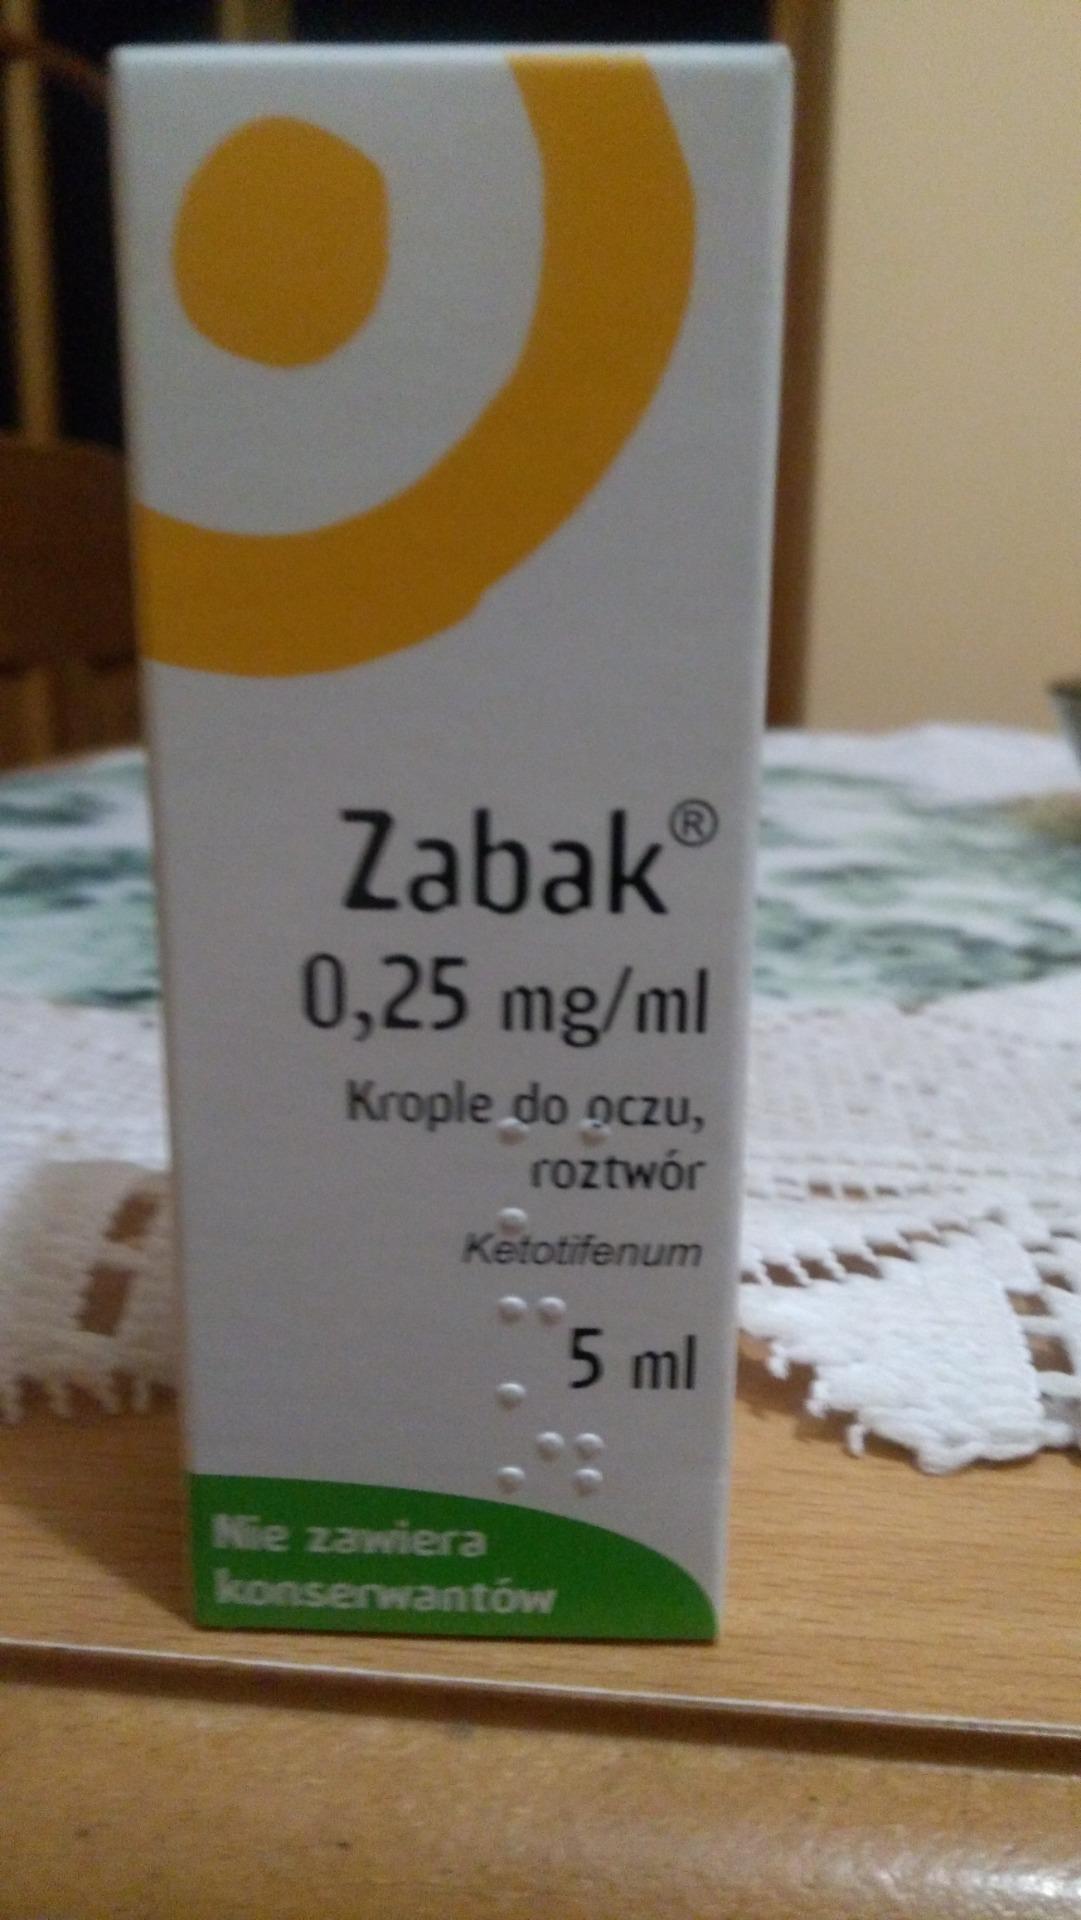 Zabak®
0,25 mg/ml
Krople do oczu,
roztwór
Ketotifenum
5 ml
Nie zawiera
konserwantów